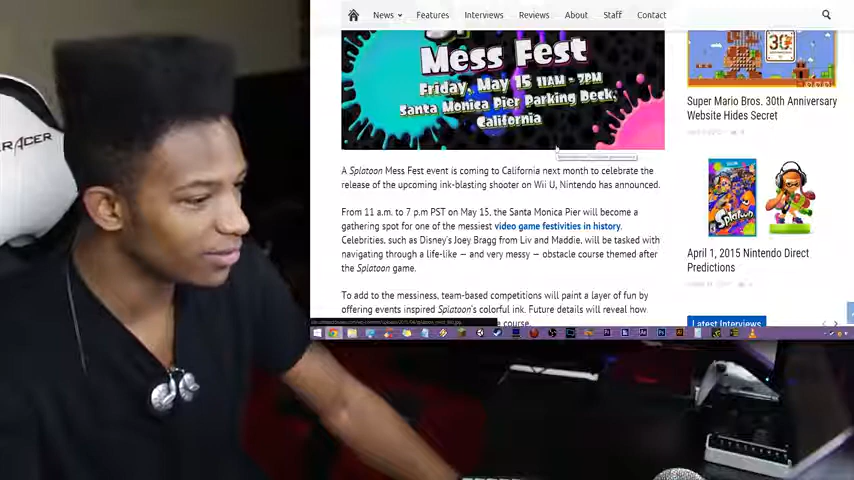 News
Features
Interviews
Reviews
About
Staff
Contact
Mess Fest
Friday, May 15 11AM - 7PM
Santa Monica Pier Parking Deck,
California
A Splatoon Mess Fest event is coming to California next month to celebrate the
release of the upcoming ink-blasting shooter on Wii U, Nintendo has announced.
From 11 a.m. to 7 p.m PST on May 15, the Santa Monica Pier will become a
gathering spot for one of the messiest video game festivities in history.
Celebrities, such as Disney's Joey Bragg from Liv and Maddie, will be tasked with
navigating through a life-like — and very messy — obstacle course themed after
the Splatoon game.
To add to the messiness, team-based competitions will paint a layer of fun by
offering events inspired Splatoon's colorful ink. Future details will reveal how
a course.
30
Super Mario Bros. 30th Anniversary
Website Hides Secret
Splatoon
April 1, 2015 Nintendo Direct
Predictions
Latest Interviews
RACER